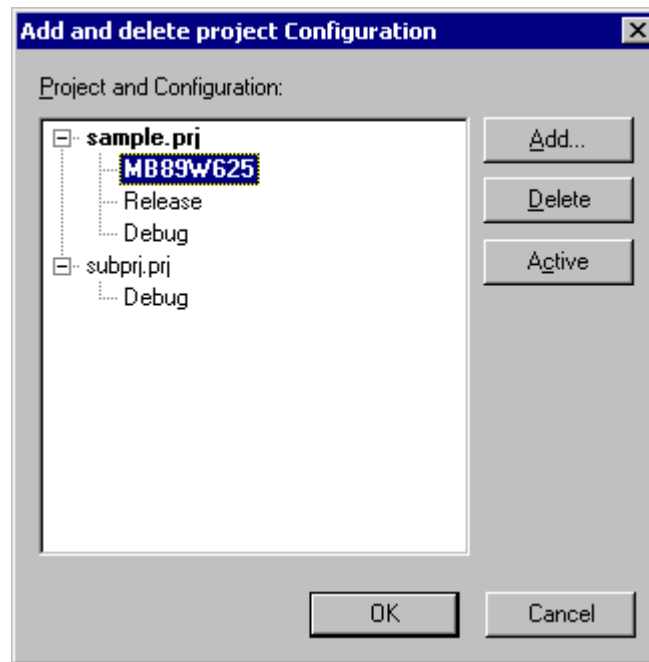 Add and delete project Configuration
Project and Configuration:
sample.prj
MB89W625
Release
Debug
subprj.prj
Debug
Add...
Delete
Active
OK
Cancel